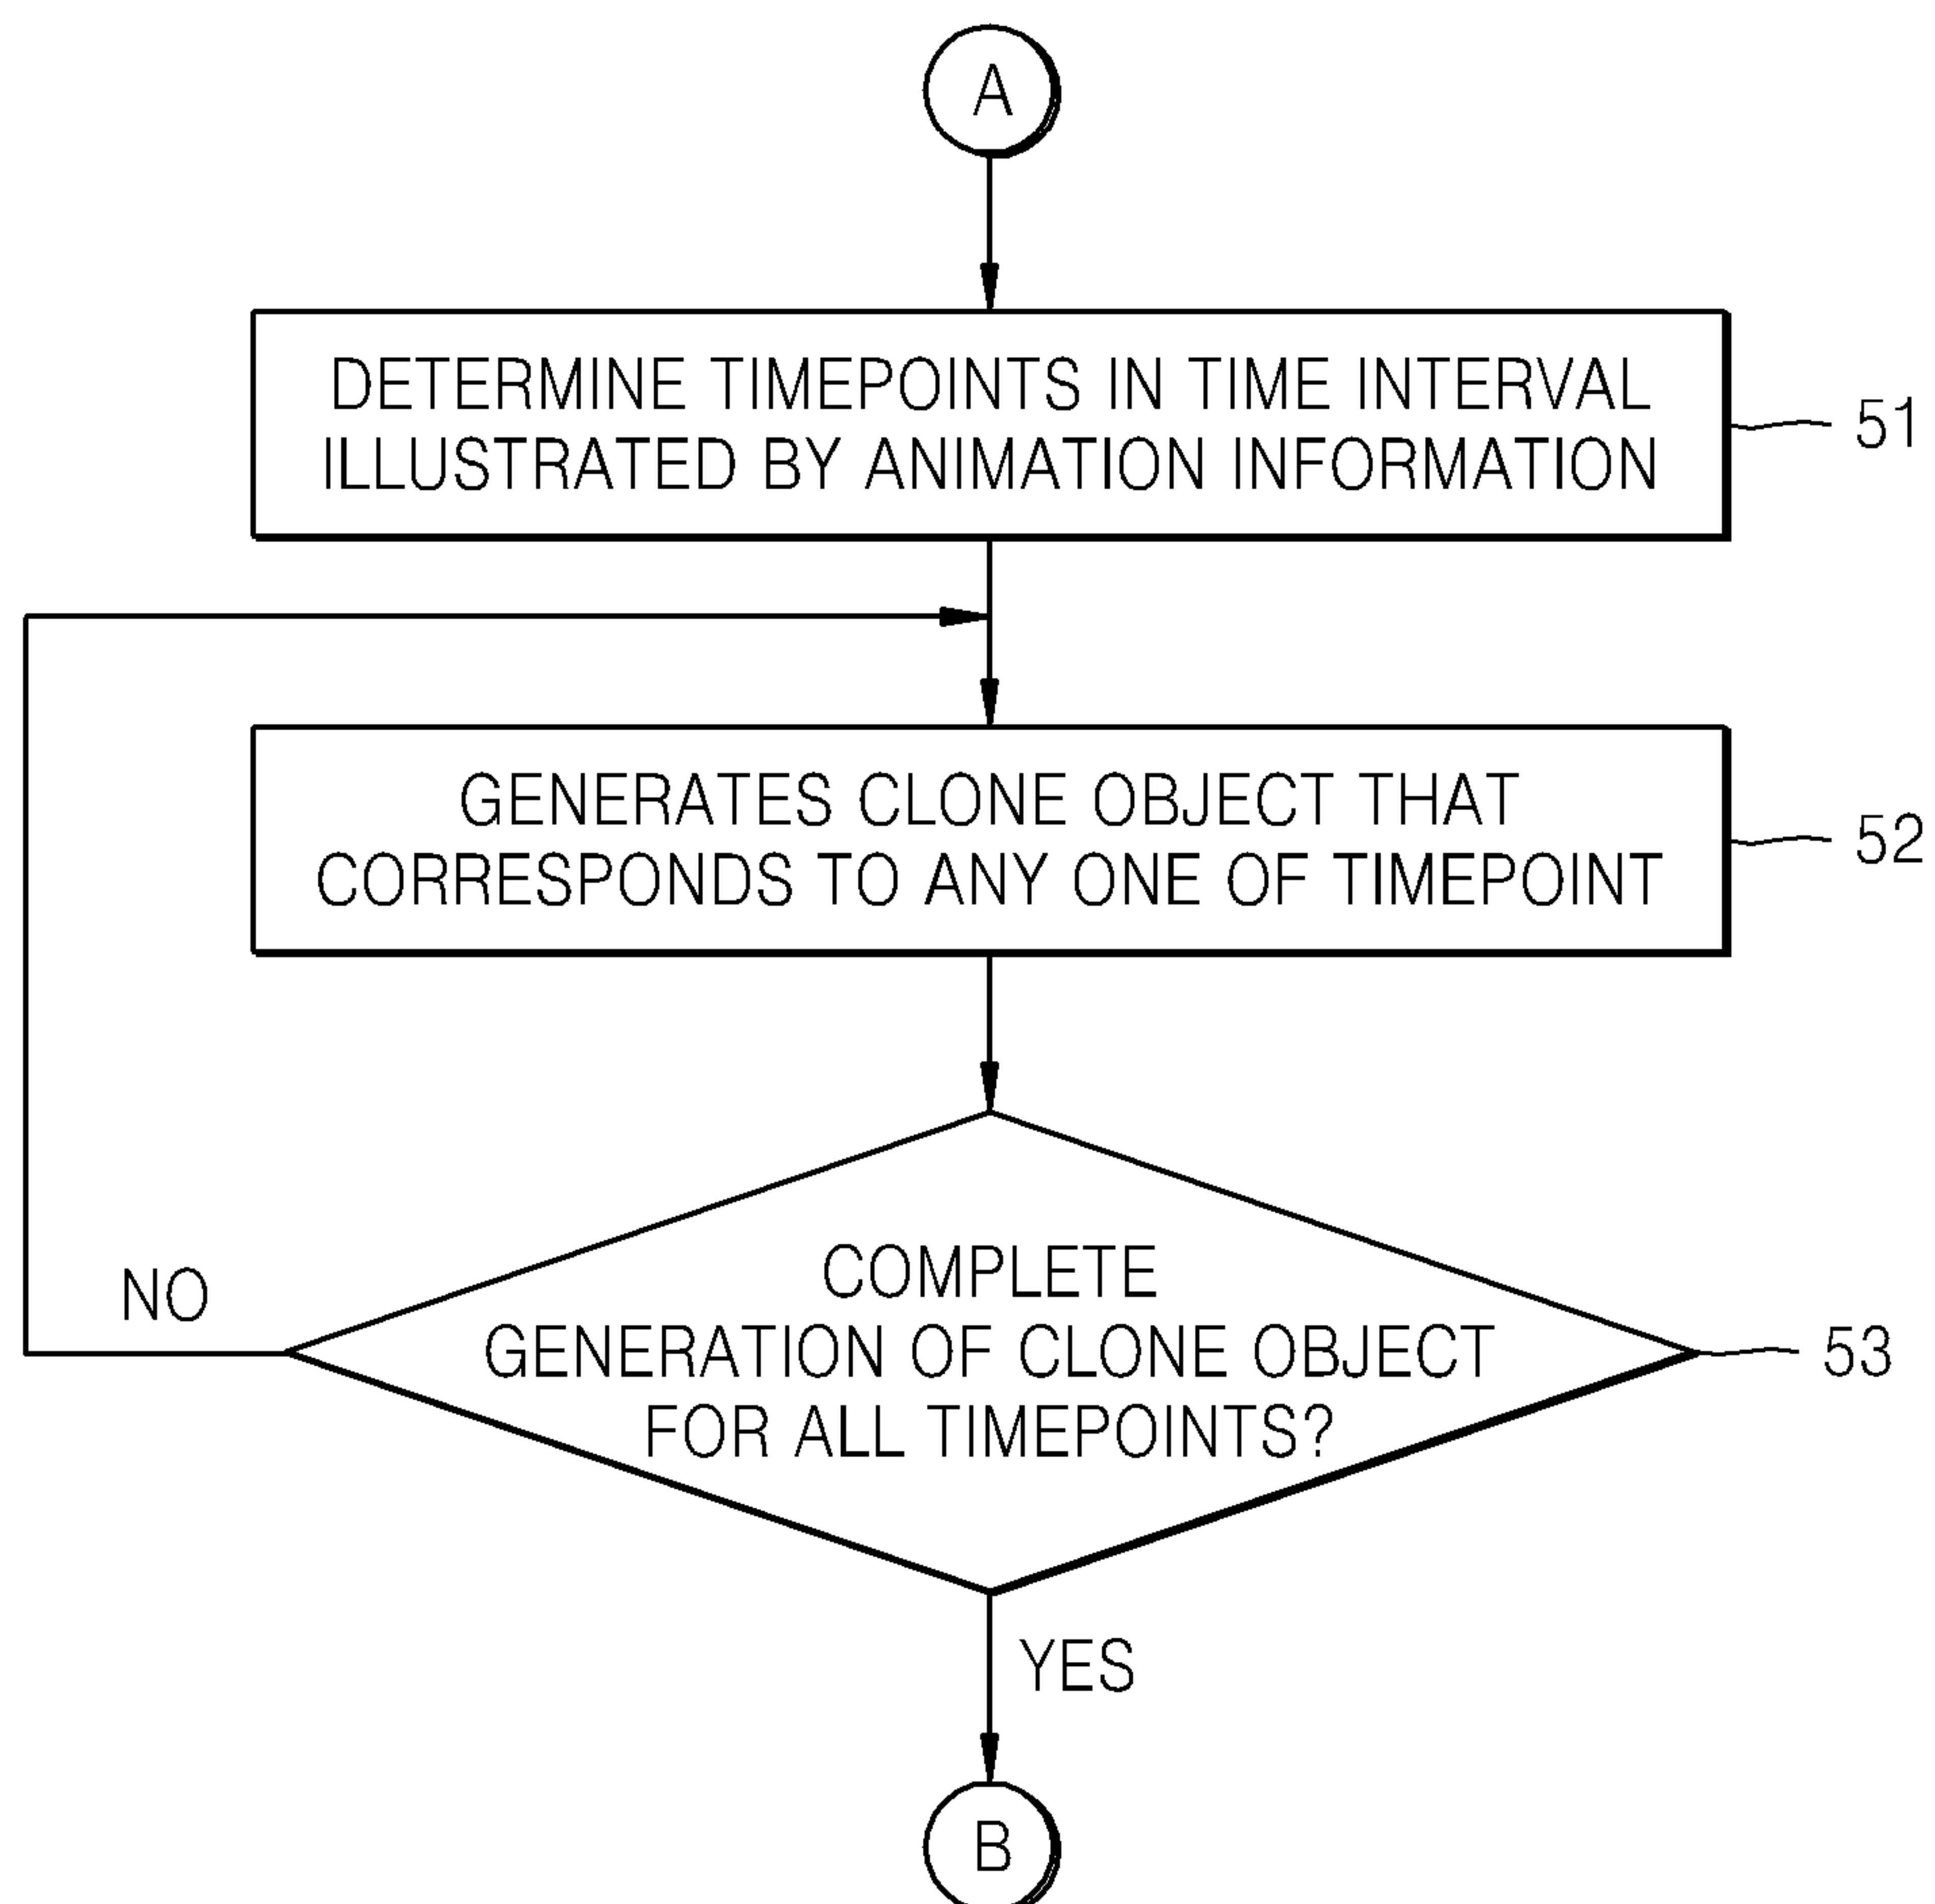 A
DETERMINE TIMEPOINTS IN TIME INTERVAL
ILLUSTRATED BY ANIMATION INFORMATION
51
GENERATES CLONE OBJECT THAT
CORRESPONDS TO ANY ONE OF TIMEPOINT
52
COMPLETE
GENERATION OF CLONE OBJECT
FOR ALL TIMEPOINTS?
53
NO
YES
B